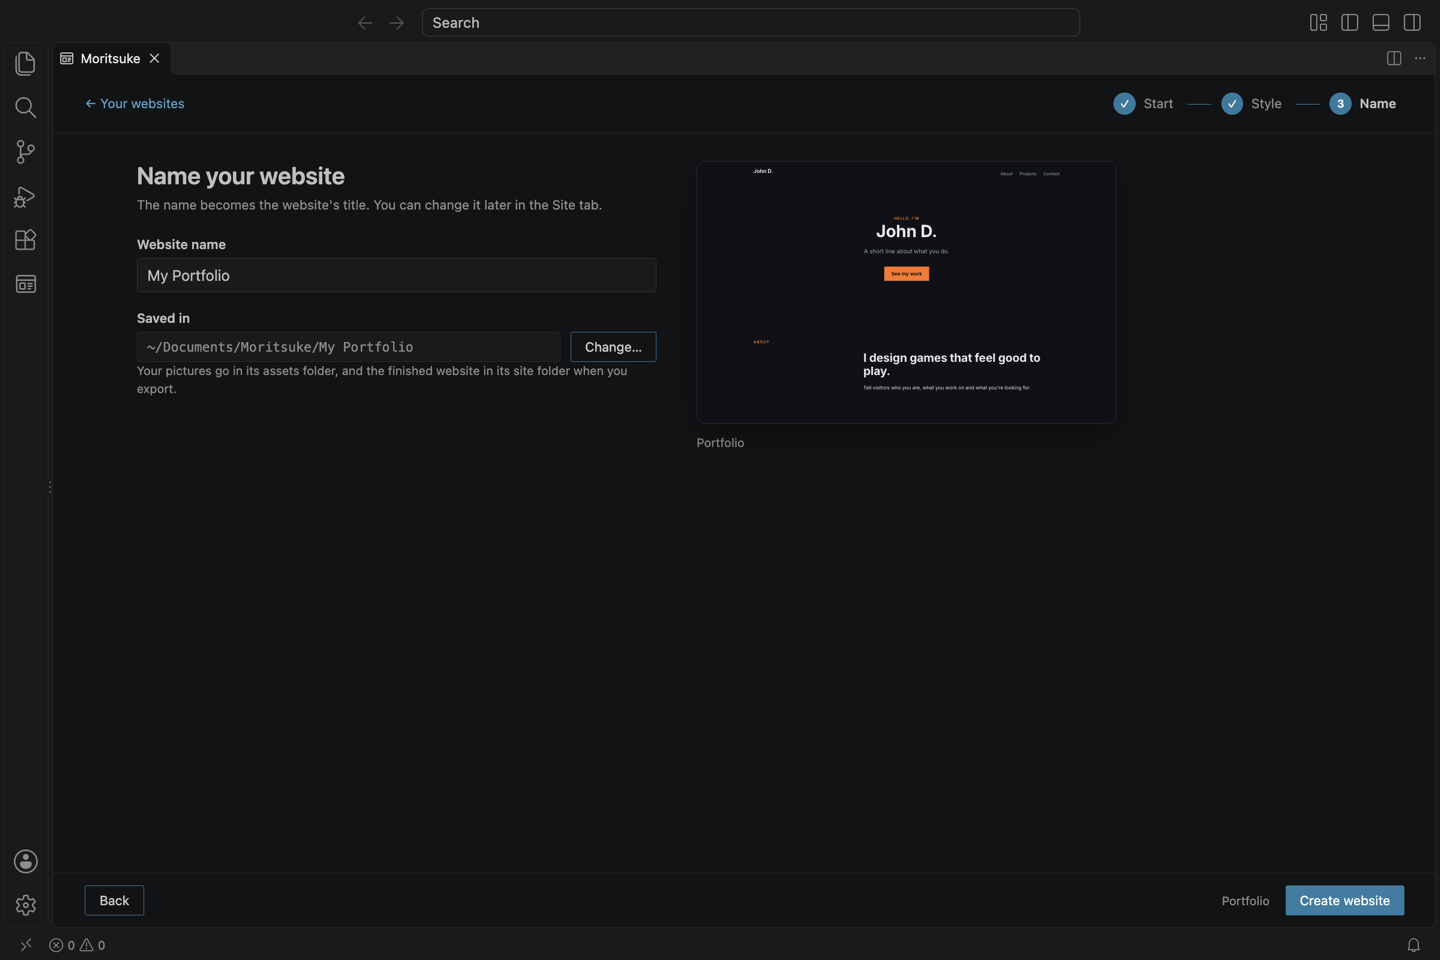 Search
Moritsuke
← Your websites
Start
Style
3 Name
Name your website
The name becomes the website's title. You can change it later in the Site tab.
Website name
My Portfolio
Saved in
~/Documents/Moritsuke/My Portfolio
Change...
Your pictures go in its assets folder, and the finished website in its site folder when you
export.
John D.
About Projects Contact
HELLO, I'M
John D.
A short line about what you do.
See my work
ABOUT
I design games that feel good to
play.
Tell visitors who you are, what you work on and what you're looking for.
Portfolio
Back
Portfolio
Create website
0 0